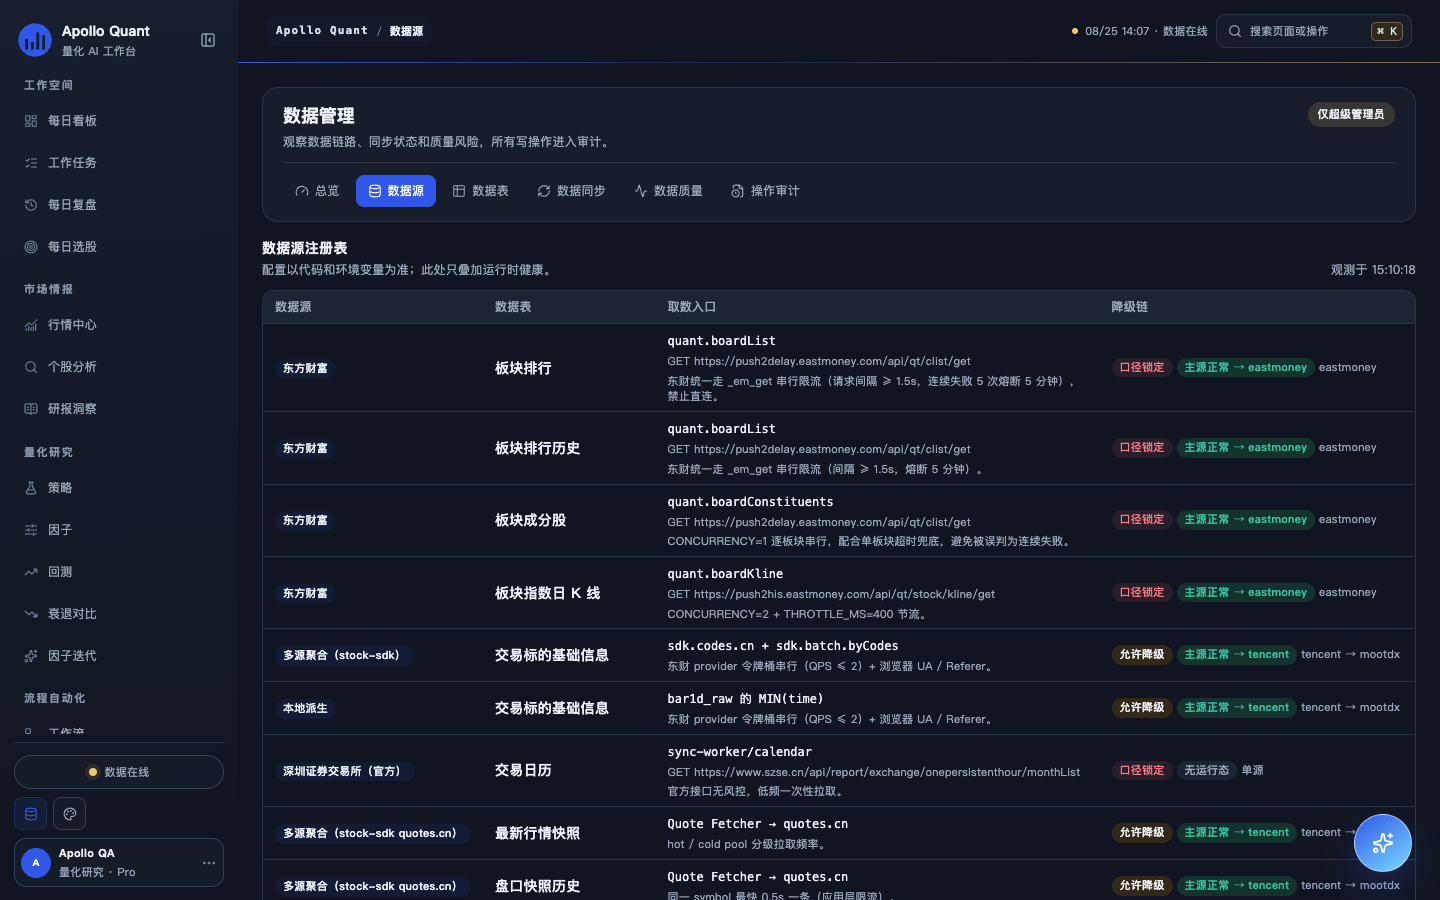 Apollo Quant
量化 AI 工作台
工作空间
每日看板
工作任务
每日复盘
每日选股
市场情报
行情中心
个股分析
研报洞察
量化研究
策略
因子
回测
衰退对比
因子迭代
流程自动化
工作流
数据在线
A
Apollo QA
量化研究 · Pro
Apollo Quant / 数据源
08/25 14:07 · 数据在线
搜索页面或操作
⌘ K
数据管理
观察数据链路、同步状态和质量风险，所有写操作进入审计。
仅超级管理员
总览
数据源
数据表
数据同步
数据质量
操作审计
数据源注册表
配置以代码和环境变量为准；此处只叠加运行时健康。
观测于 15:10:18
数据源 数据表 取数入口 降级链
东方财富
板块排行
quant.boardList
GET https://push2delay.eastmoney.com/api/qt/clist/get
东财统一走 _em_get 串行限流（请求间隔 ≥ 1.5s，连续失败 5 次熔断 5 分钟），
禁止直连。
口径锁定 主源正常 → eastmoney eastmoney
东方财富
板块排行历史
quant.boardList
GET https://push2delay.eastmoney.com/api/qt/clist/get
东财统一走 _em_get 串行限流（间隔 ≥ 1.5s，熔断 5 分钟）。
口径锁定 主源正常 → eastmoney eastmoney
东方财富
板块成分股
quant.boardConstituents
GET https://push2delay.eastmoney.com/api/qt/clist/get
CONCURRENCY=1 逐板块串行，配合单板块超时兜底，避免被误判为连续失败。
口径锁定 主源正常 → eastmoney eastmoney
东方财富
板块指数日 K 线
quant.boardKline
GET https://push2his.eastmoney.com/api/qt/stock/kline/get
CONCURRENCY=2 + THROTTLE_MS=400 节流。
口径锁定 主源正常 → eastmoney eastmoney
多源聚合（stock-sdk）
交易标的基础信息
sdk.codes.cn + sdk.batch.byCodes
东财 provider 令牌桶串行（QPS ≤ 2）+ 浏览器 UA / Referer。
允许降级 主源正常 → tencent tencent → mootdx
本地派生
交易标的基础信息
bar1d_raw 的 MIN(time)
东财 provider 令牌桶串行（QPS ≤ 2）+ 浏览器 UA / Referer。
允许降级 主源正常 → tencent tencent → mootdx
深圳证券交易所（官方）
交易日历
sync-worker/calendar
GET https://www.szse.cn/api/report/exchange/onepersistenthour/monthList
官方接口无风控，低频一次性拉取。
口径锁定 无运行态 单源
多源聚合（stock-sdk quotes.cn）
最新行情快照
Quote Fetcher → quotes.cn
hot / cold pool 分级拉取频率。
允许降级 主源正常 → tencent tencent →
多源聚合（stock-sdk quotes.cn）
盘口快照历史
Quote Fetcher → quotes.cn
同一 symbol 最快 0.5s 一条（应用层限流）。
允许降级 主源正常 → tencent tencent → mootdx